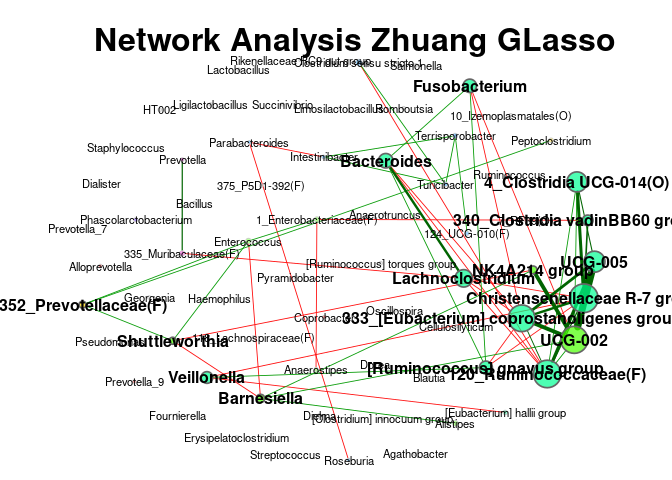 Network Analysis Zhuang GLasso
Rikenellaceae RC9 gut group
Clostridium sensu stricto 1
Salmonella
Lactobacillus
Fusobacterium
HT002
Ligilactobacillus
Succinivibrio
Limosilactobacillus
Romboutsia
10_Izemoplasmatales(O)
Staphylococcus
Parabacteroides
Terrisporobacter
Peptoclostridium
Prevotella
Intestinibacter
Bacteroides
Ruminococcus
Dialister
375_P5D1-392(F)
Turicibacter
4_Clostridia UCG-014(O)
Bacillus
Phascolarctobacterium
1_Enterobacteriaceae(F)
Anaerotruncus
340_Clostridia vadinBB60 gro
Prevotella_7
124_UCG-010(F)
Enterococcus
335_Muribaculaceae(F)
Alloprevotella
[Ruminococcus] torques group
NK4A214 group
UCG-005
Pyramidobacter
Lachnoclostridium
352_Prevotellaceae(F)
Georgenia
Haemophilus
Christensenellaceae R-7 gr
Coprobacter
Oscillospira
333_[Eubacterium] coprostanoligenes grou
Cellulosilyticum
Pseudomonas
Shuttleworthia
Lachnospiraceae(F)
UCG-002
Prevotella_9
Veillonella
Anaerostipes
Dorea
[Ruminococcus] gnavus group
Blautia
120_Ruminococcaceae(F)
Barnesiella
Fournierella
Dielma
[Clostridium] innocuum group
[Eubacterium] hallii group
Alistipes
Erysipelatoclostridium
Streptococcus
Roseburia
Agathobacter